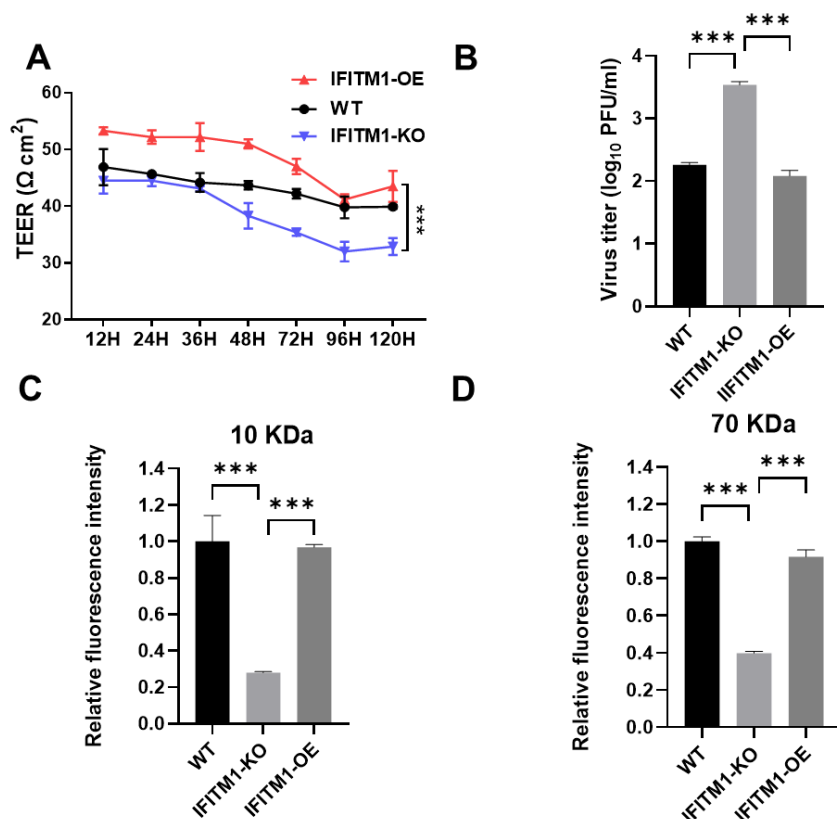 A
IFITM1-OE
WT
IFITM1-KO
TEER (Ω cm²)
60
50
40
30
20
***
12H 24H 36H 48H 72H 96H 120H
B
*** ***
Virus titer (log₁₀ PFU/ml)
4
3
2
1
0
WT
IFITM1-KO
IIFITM1-OE
C
10 KDa
Relative fluorescence intensity
1.4
1.2
1.0
0.8
0.6
0.4
0.2
0.0
***
***
WT
IFITM1-KO
IFITM1-OE
D
70 KDa
Relative fluorescence intensity
1.4
1.2
1.0
0.8
0.6
0.4
0.2
0.0
***
***
WT
IFITM1-KO
IFITM1-OE